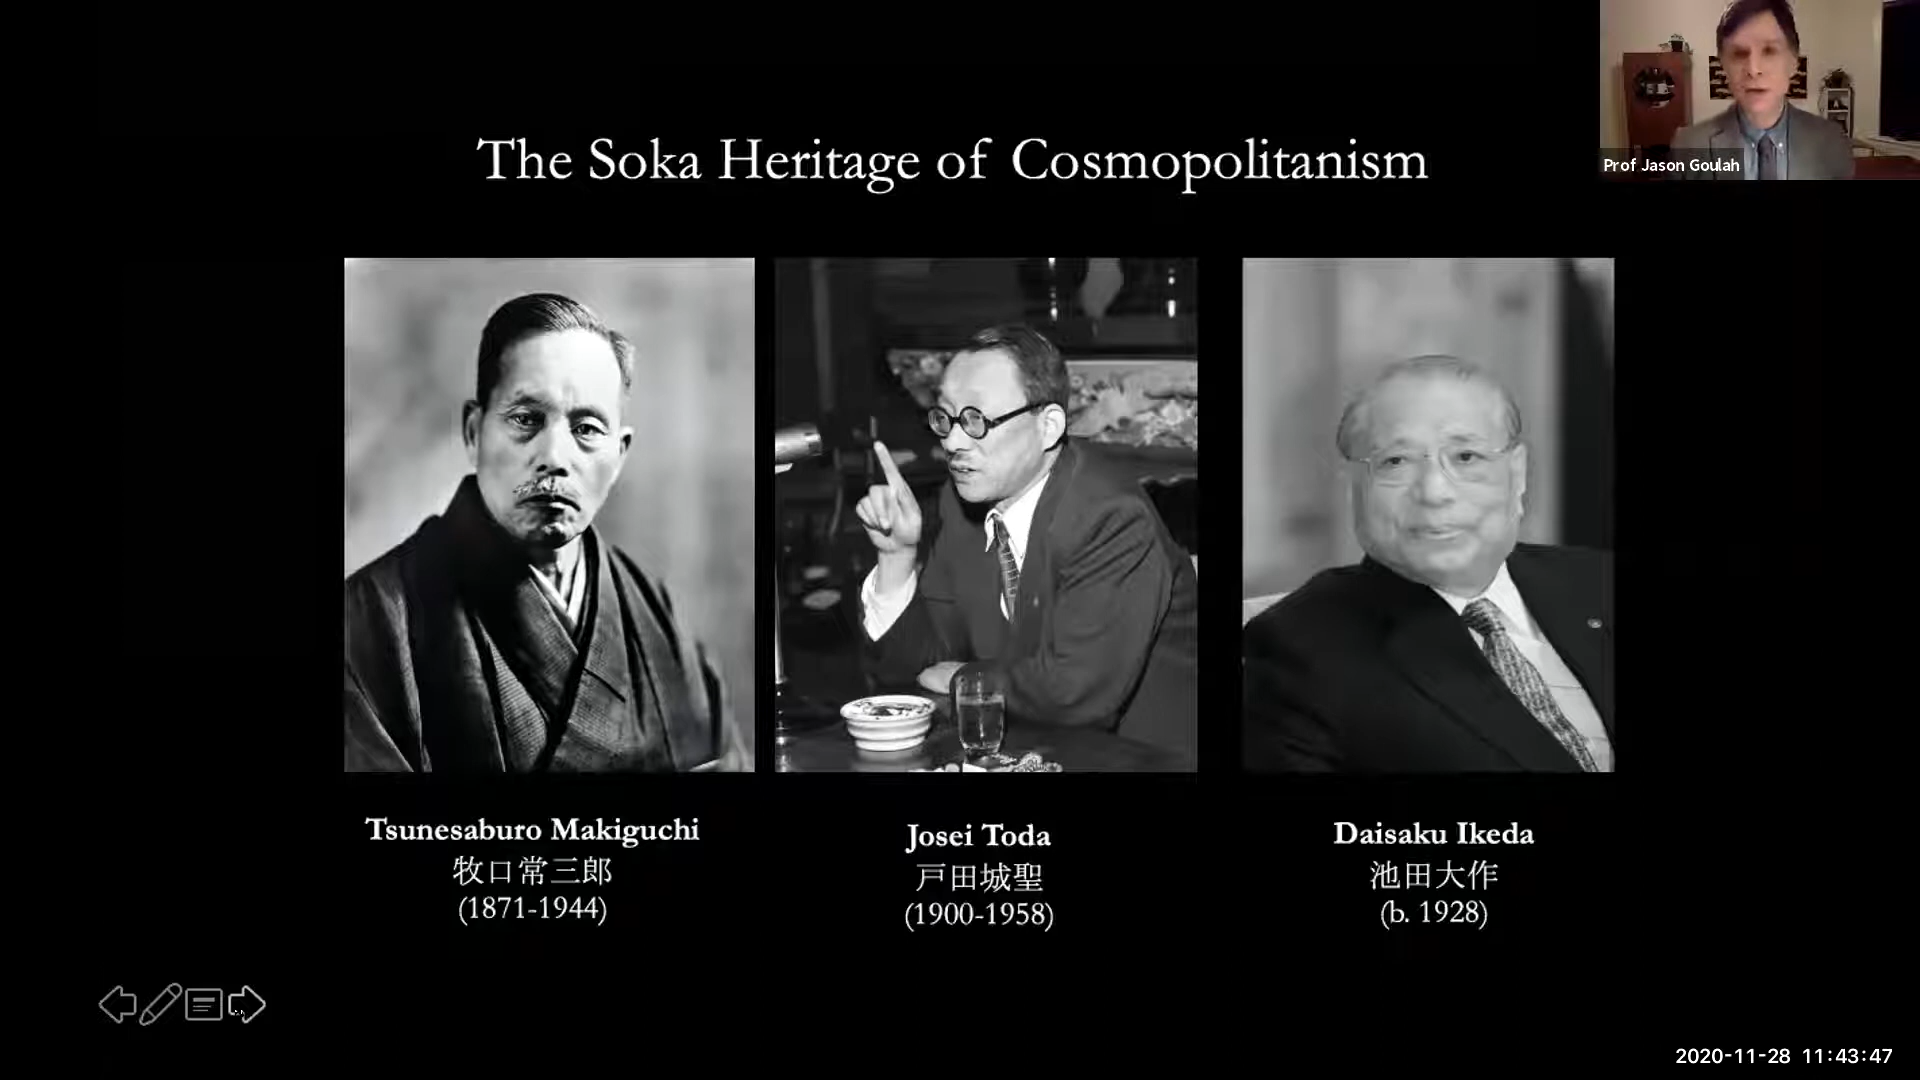 The Soka Heritage of Cosmopolitanism
Prof Jason Goulah
Tsunesaburo Makiguchi
牧口常三郎
(1871-1944)
Josei Toda
戸田城聖
(1900-1958)
Daisaku Ikeda
池田大作
(b. 1928)
2020-11-28 11:43:47